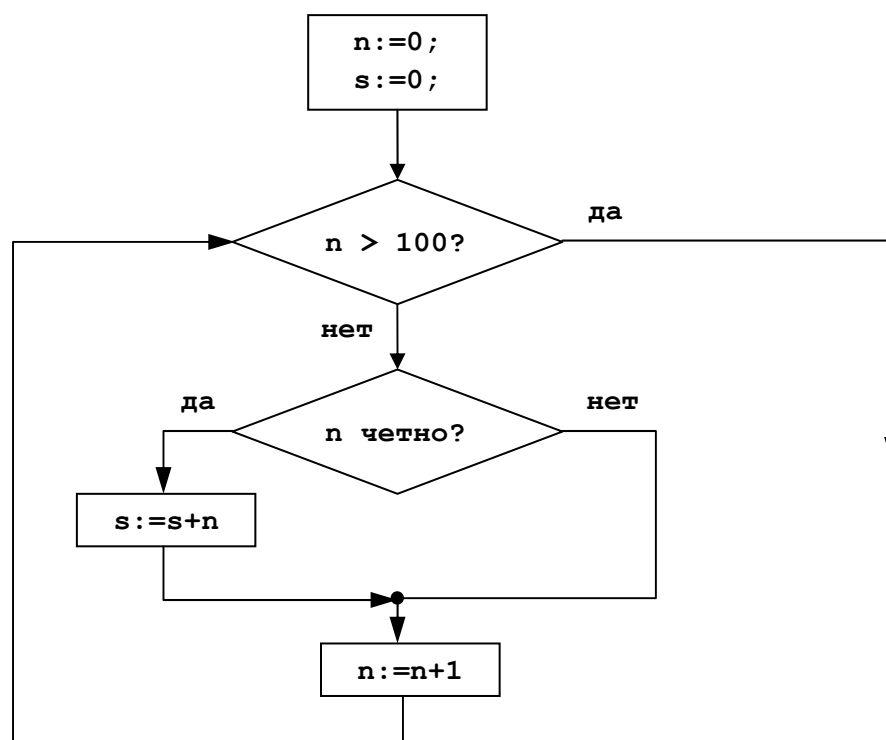 n:=0;
s:=0;
да
n > 100?
нет
да
нет
n четно?
s:=s+n
n:=n+1